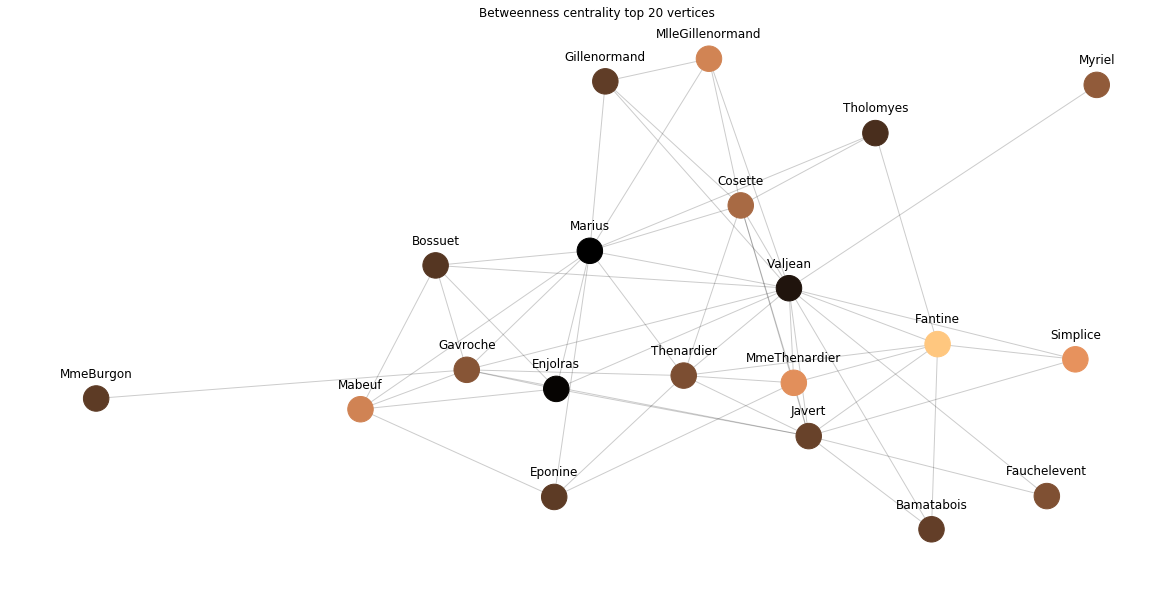 Betweenness centrality top 20 vertices
MlleGillenormand
Gillenormand
Myriel
Tholomyes
Cosette
Marius
Bossuet
Valjean
Fantine
Simplice
Gavroche
Thenardier
MmeThenardier
Enjolras
MmeBurgon
Mabeuf
Javert
Eponine
Fauchelevent
Bamatabois